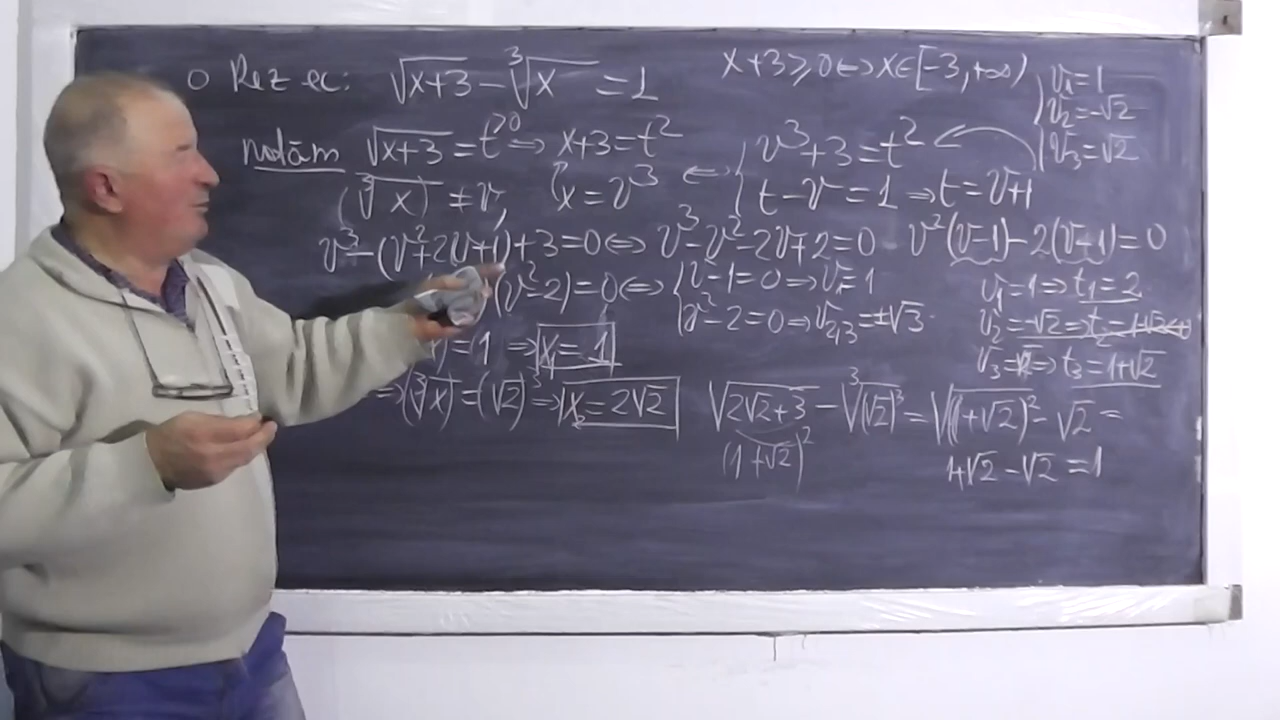 o Rez ec: √(x+3) - ∛x = 1 x+3 ≥ 0 ⇔ x∈[-3, +∞)
v₁=1
v₂=-√2
v₃=√2
notăm √(x+3) = t ≥0 ⇒ x+3 = t² v³+3=t²
(∛x) = v, x = v³ ⇔ t-v=1 ⇒ t=v+1
v³-(v²+2v+1)+3=0 ⇔ v³-v²-2v+2=0 v²(v-1)-2(v-1)=0
(v²-2)=0 ⇔ v-1=0 ⇒ v₁=1
v²-2=0 ⇒ v₂,₃=±√3
v₁=1 ⇒ t₁=2
v₂=-√2 ⇒ t₂=1-√2<0
v₃=√2 ⇒ t₃=1+√2
=(1 ⇒ x₁=1
⇒ (∛x)³=(√2)³ ⇒ x₂=2√2 √(2√2+3) - ∛(√2)³ = √(1+√2)² - √2 =
(1+√2)² 1+√2-√2=1